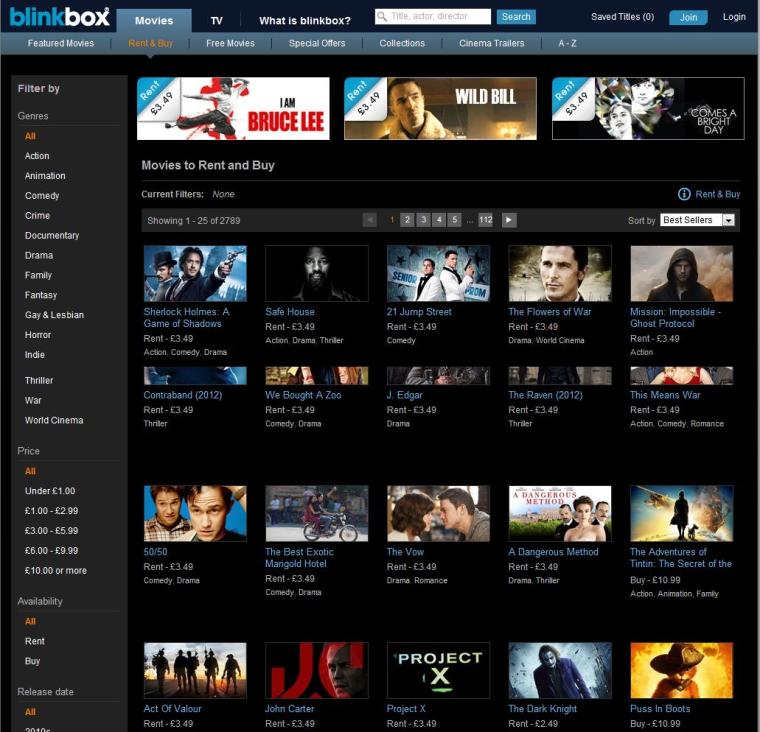 blinkbox
Movies
TV
What is blinkbox?
Title, actor, director
Search
Saved Titles (0)
Join
Login
Featured Movies
Rent & Buy
Free Movies
Special Offers
Collections
Cinema Trailers
A - Z
Filter by
Genres
All
Action
Animation
Comedy
Crime
Documentary
Drama
Family
Fantasy
Gay & Lesbian
Horror
Indie
Thriller
War
World Cinema
Price
All
Under £1.00
£1.00 - £2.99
£3.00 - £5.99
£6.00 - £9.99
£10.00 or more
Availability
All
Rent
Buy
Release date
All
2010s
Rent
£3.49
I AM
BRUCE LEE
Rent
£3.49
WILD BILL
Rent
£3.49
COMES A
BRIGHT
DAY
Movies to Rent and Buy
Current Filters: None
Rent & Buy
Showing 1 - 25 of 2789
1 2 3 4 5 ... 112
Sort by Best Sellers
Sherlock Holmes: A
Game of Shadows
Rent - £3.49
Action, Comedy, Drama
Safe House
Rent - £3.49
Action, Drama, Thriller
SENIOR PROM
21 Jump Street
Rent - £3.49
Comedy
The Flowers of War
Rent - £3.49
Drama, World Cinema
Mission: Impossible -
Ghost Protocol
Rent - £3.49
Action
Contraband (2012)
Rent - £3.49
Thriller
We Bought A Zoo
Rent - £3.49
Comedy, Drama
J. Edgar
Rent - £3.49
Drama
The Raven (2012)
Rent - £3.49
Thriller
This Means War
Rent - £3.49
Action, Comedy, Romance
50/50
Rent - £3.49
Comedy, Drama
The Best Exotic
Marigold Hotel
Rent - £3.49
Comedy, Drama
The Vow
Rent - £3.49
Drama, Romance
A DANGEROUS
METHOD
A Dangerous Method
Rent - £3.49
Drama, Thriller
The Adventures of
Tintin: The Secret of the
Buy - £10.99
Action, Animation, Family
Act Of Valour
Rent - £3.49
JC
John Carter
Rent - £3.49
PROJECT
X
Project X
Rent - £3.49
The Dark Knight
Rent - £2.49
Puss In Boots
Buy - £10.99